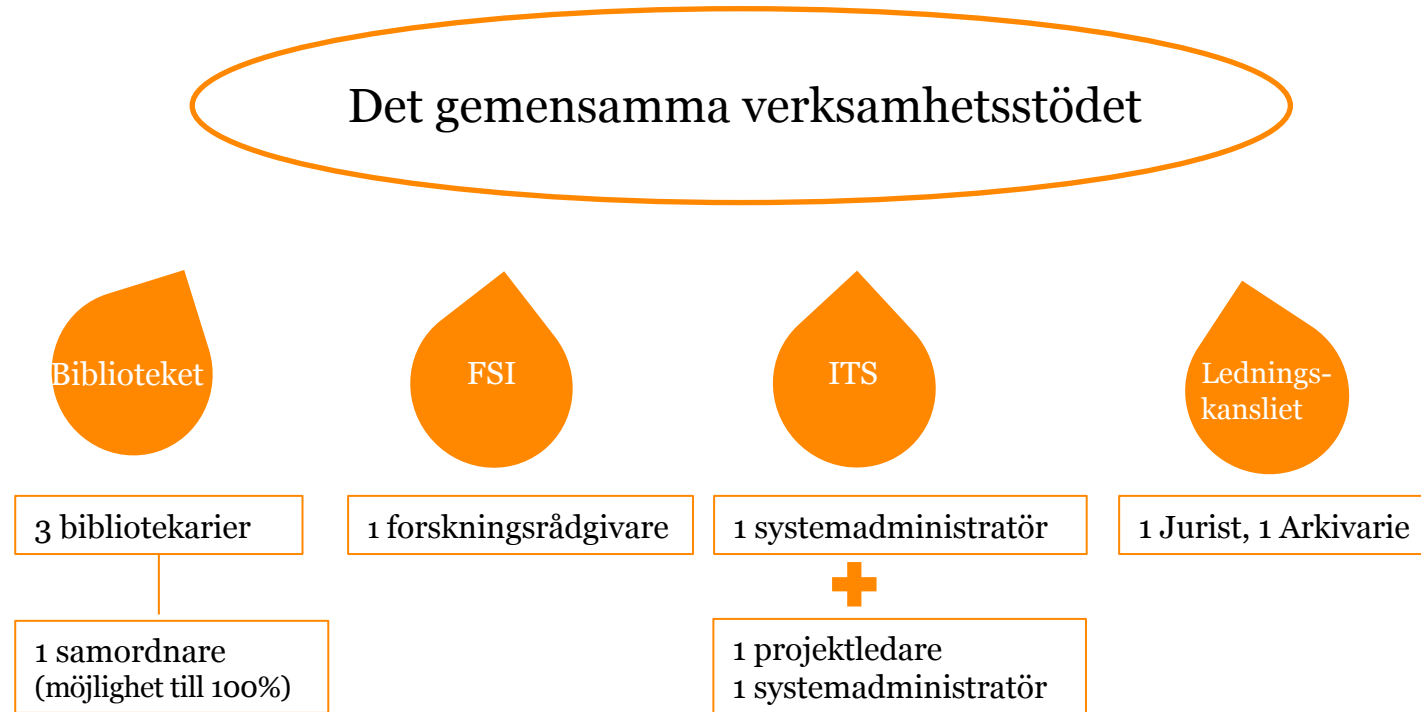 Det gemensamma verksamhetsstödet
Biblioteket
FSI
ITS
Lednings-
kansliet
3 bibliotekarier
1 forskningsrådgivare
1 systemadministratör
1 Jurist, 1 Arkivarie
1 samordnare
(möjlighet till 100%)
1 projektledare
1 systemadministratör